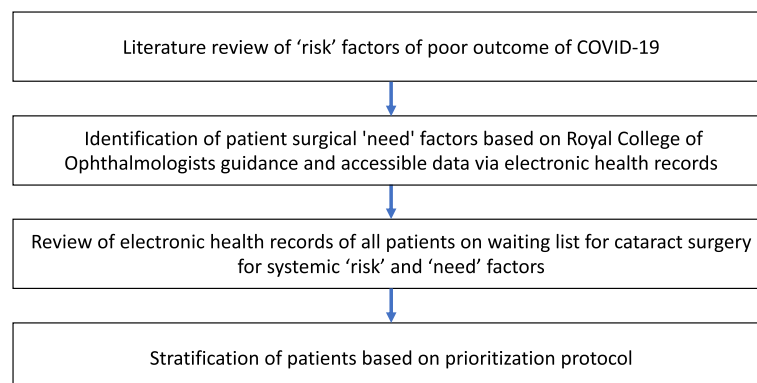 Literature review of ‘risk’ factors of poor outcome of COVID-19
Identification of patient surgical 'need' factors based on Royal College of
Ophthalmologists guidance and accessible data via electronic health records
Review of electronic health records of all patients on waiting list for cataract surgery
for systemic ‘risk’ and ‘need’ factors
Stratification of patients based on prioritization protocol